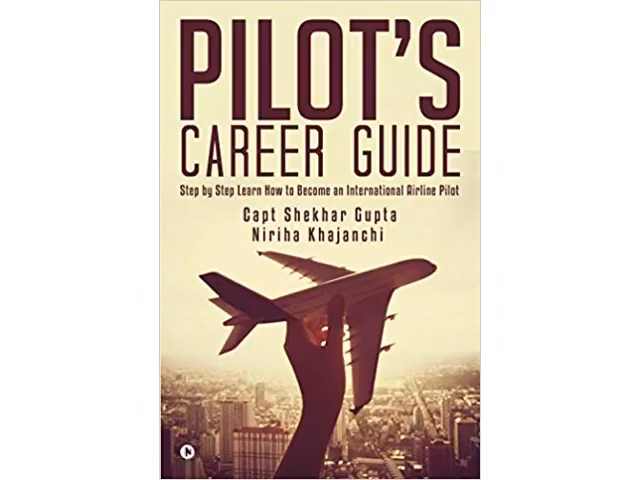 PILOT'S
CAREER GUIDE
Step by Step Learn How to Become an International Airline Pilot
Capt Shekhar Gupta
Niriha Khajanchi
N